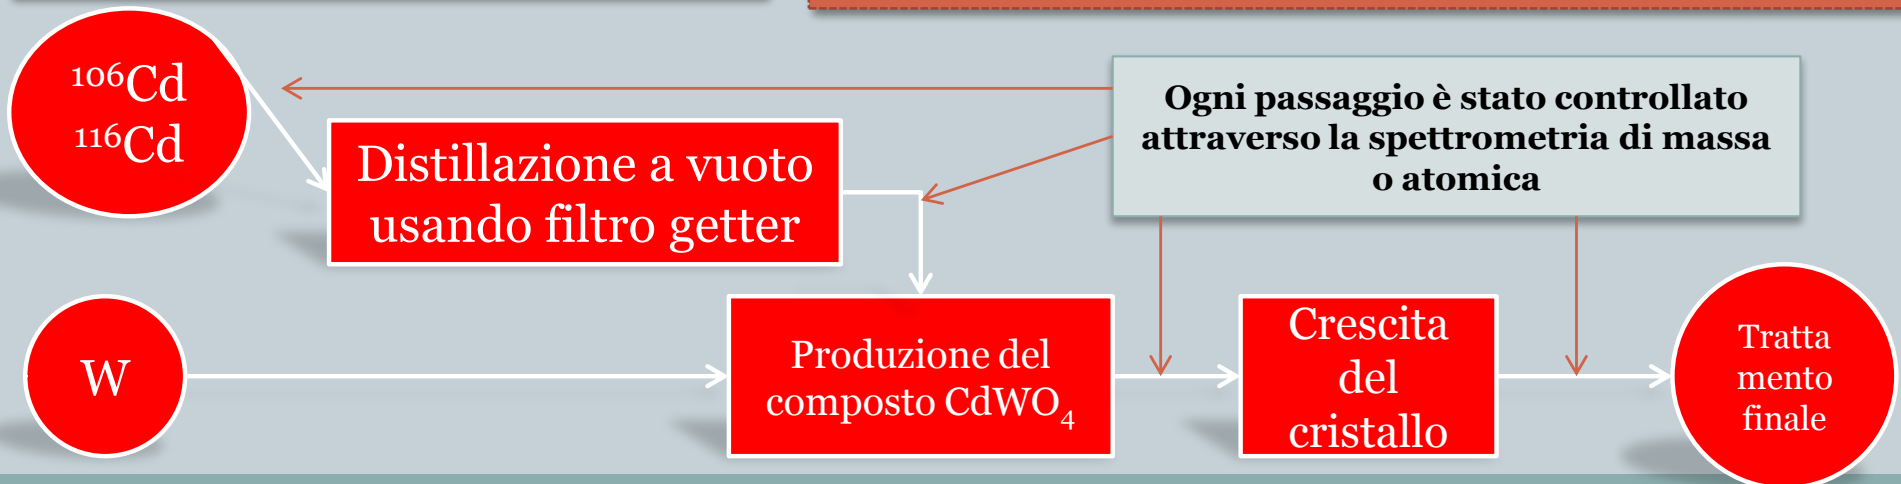 ¹⁰⁶Cd
¹¹⁶Cd
Distillazione a vuoto
usando filtro getter
Ogni passaggio è stato controllato
attraverso la spettrometria di massa
o atomica
W
Produzione del
composto CdWO₄
Crescita
del
cristallo
Tratta
mento
finale